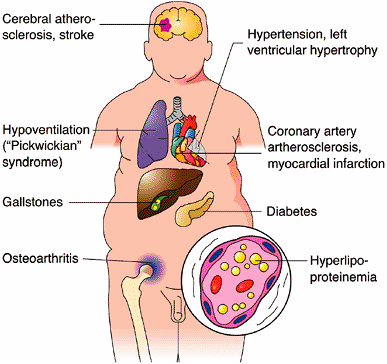 Cerebral athero-
sclerosis, stroke
Hypertension, left
ventricular hypertrophy
Hypoventilation
(“Pickwickian”
syndrome)
Coronary artery
artherosclerosis,
myocardial infarction
Gallstones
Diabetes
Osteoarthritis
Hyperlipo-
proteinemia